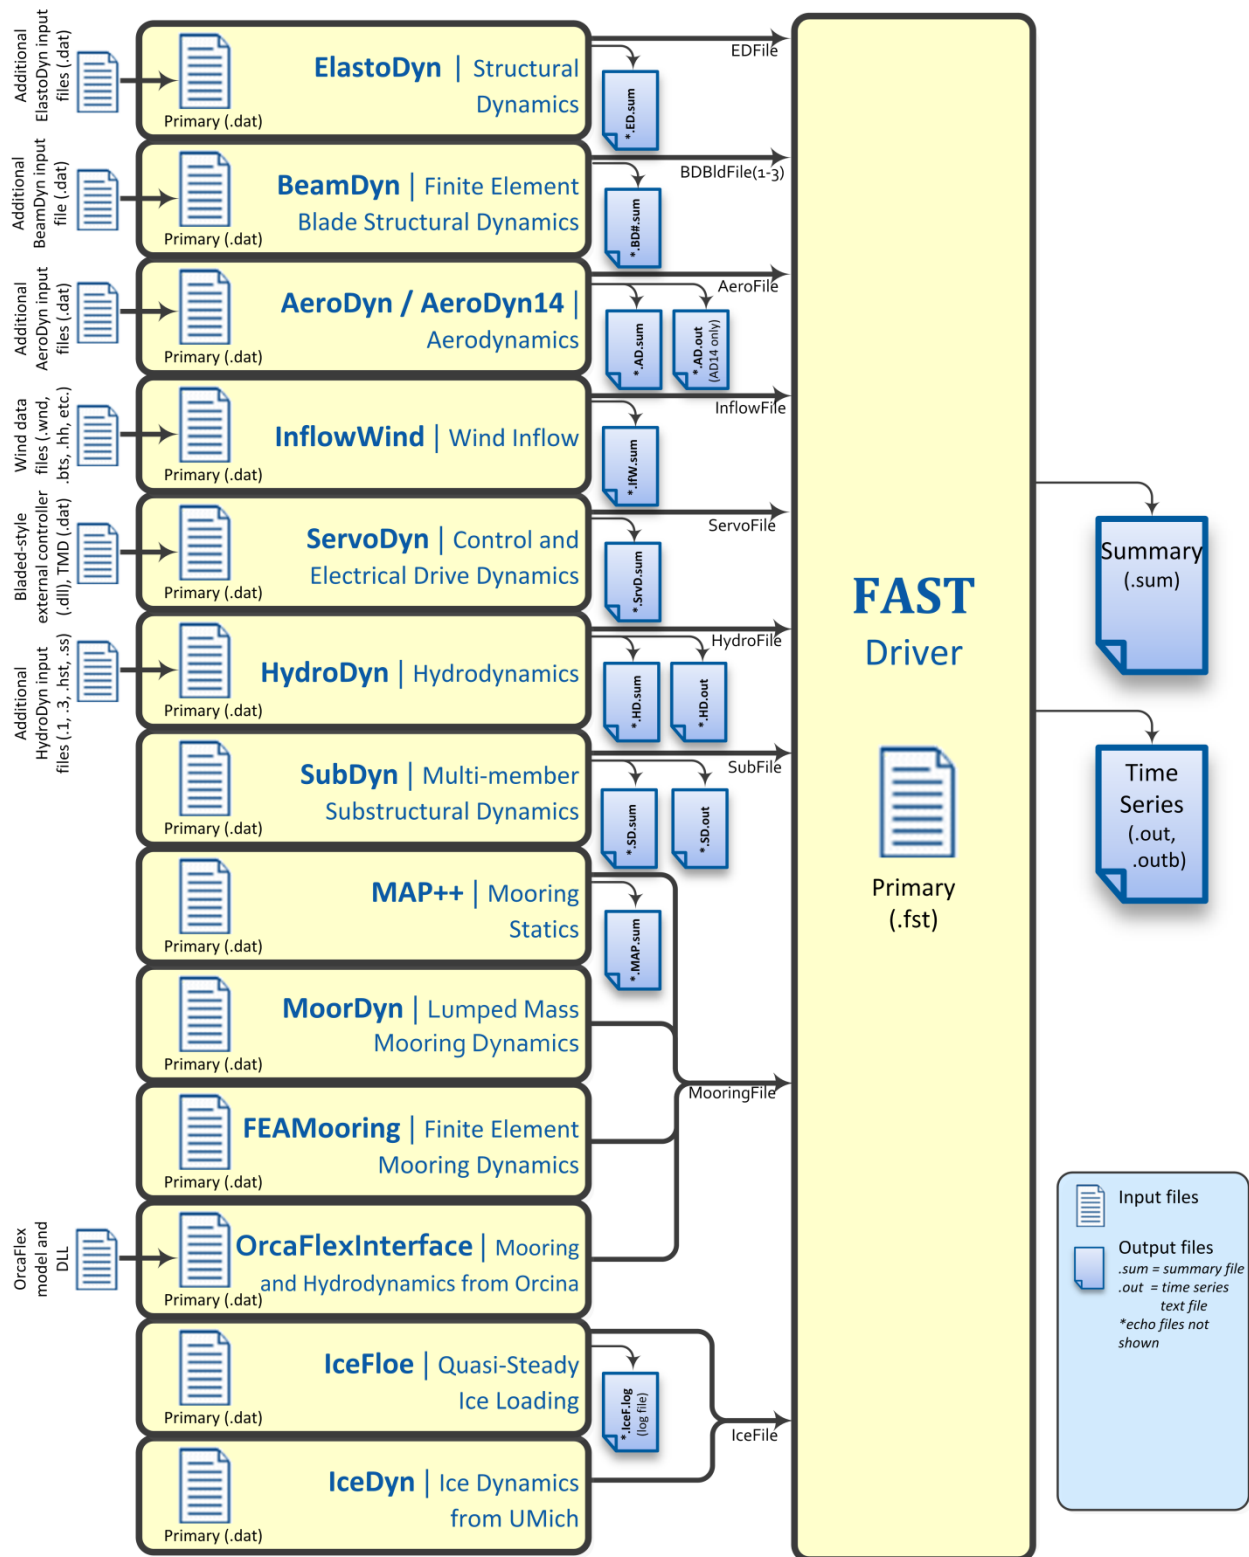 Additional
ElastoDyn input
files (.dat)
Primary (.dat)
ElastoDyn | Structural
Dynamics
*.ED.sum
EDFile
Additional
BeamDyn input
file (.dat)
Primary (.dat)
BeamDyn | Finite Element
Blade Structural Dynamics
*.BD#.sum
BDBldFile(1-3)
Additional
AeroDyn input
files (.dat)
Primary (.dat)
AeroDyn / AeroDyn14 |
Aerodynamics
*.AD.sum
*.AD.out
(AD14 only)
AeroFile
Wind data
files (.wnd,
.bts, .hh, etc.)
Primary (.dat)
InflowWind | Wind Inflow
*.IfW.sum
InflowFile
Bladed-style
external controller
(.dll), TMD (.dat)
Primary (.dat)
ServoDyn | Control and
Electrical Drive Dynamics
*.SrvD.sum
ServoFile
Additional
HydroDyn input
files (.1, .3, .hst, .ss)
Primary (.dat)
HydroDyn | Hydrodynamics
*.HD.sum
*.HD.out
HydroFile
Primary (.dat)
SubDyn | Multi-member
Substructural Dynamics
*.SD.sum
*.SD.out
SubFile
Primary (.dat)
MAP++ | Mooring
Statics
*.MAP.sum
Primary (.dat)
MoorDyn | Lumped Mass
Mooring Dynamics
MooringFile
Primary (.dat)
FEAMooring | Finite Element
Mooring Dynamics
OrcaFlex
model and
DLL
Primary (.dat)
OrcaFlexInterface | Mooring
and Hydrodynamics from Orcina
Primary (.dat)
IceFloe | Quasi-Steady
Ice Loading
*.IceF.log
(log file)
IceFile
Primary (.dat)
IceDyn | Ice Dynamics
from UMich
FAST
Driver
Primary
(.fst)
Summary
(.sum)
Time
Series
(.out,
.outb)
Input files
Output files
.sum = summary file
.out = time series
text file
*echo files not
shown